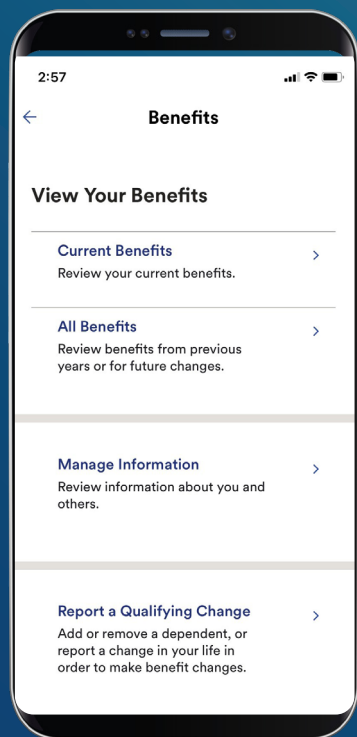 2:57
Benefits
View Your Benefits
Current Benefits
Review your current benefits.
All Benefits
Review benefits from previous
years or for future changes.
Manage Information
Review information about you and
others.
Report a Qualifying Change
Add or remove a dependent, or
report a change in your life in
order to make benefit changes.